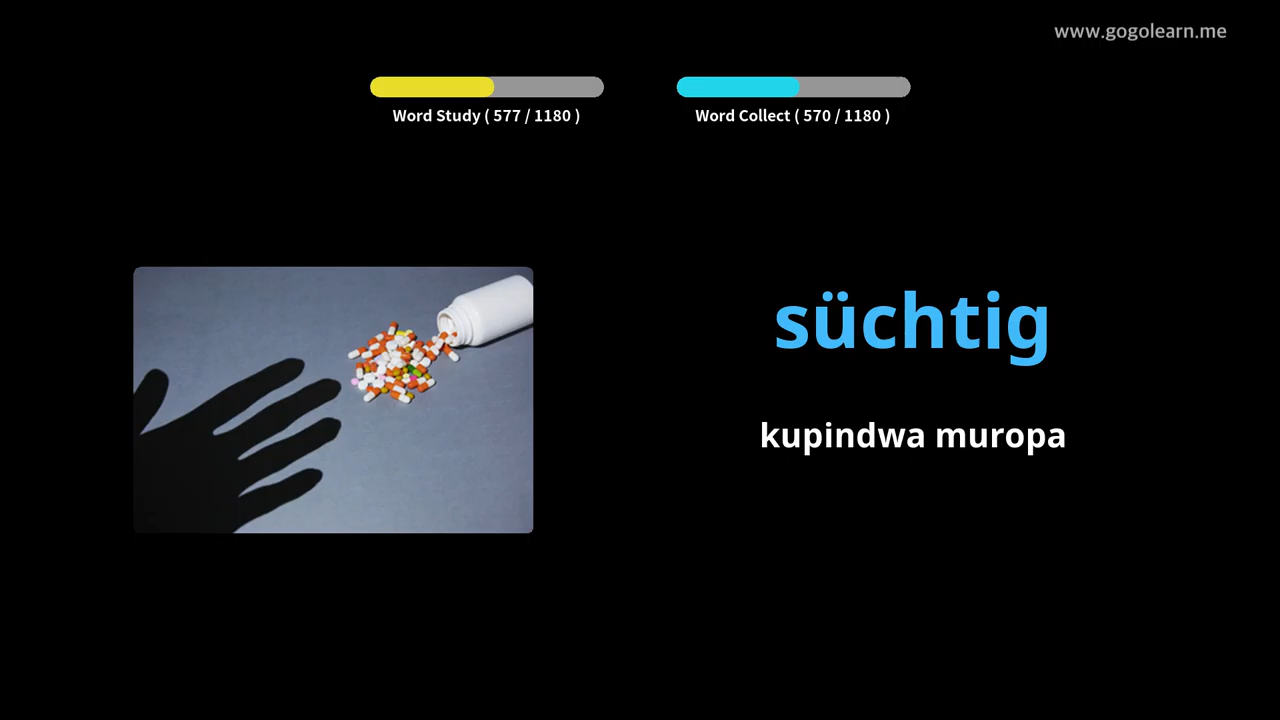 www.gogolearn.me
Word Study ( 577 / 1180 )
Word Collect ( 570 / 1180 )
süchtig
kupindwa muropa